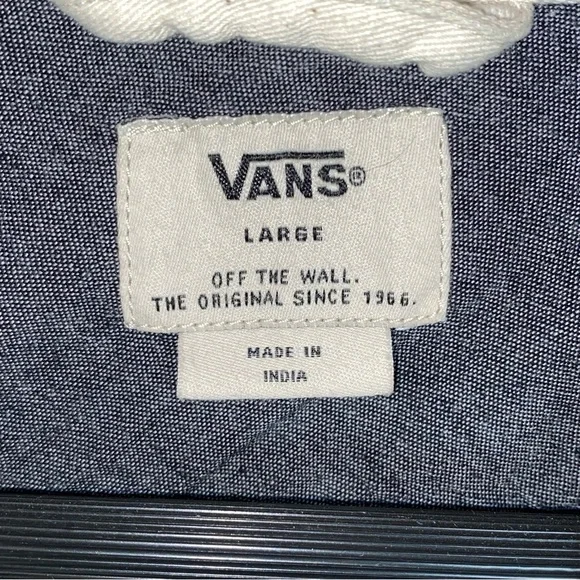 VANS®
LARGE
OFF THE WALL.
THE ORIGINAL SINCE 1966.
MADE IN
INDIA